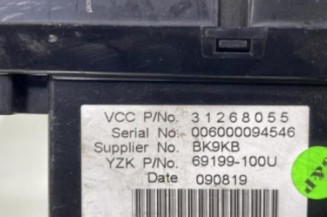 VCC P/No. 31268055
Serial No. 006000094546
Supplier No. BK9KB
YZK P/No. 69199-100U
Date 090819